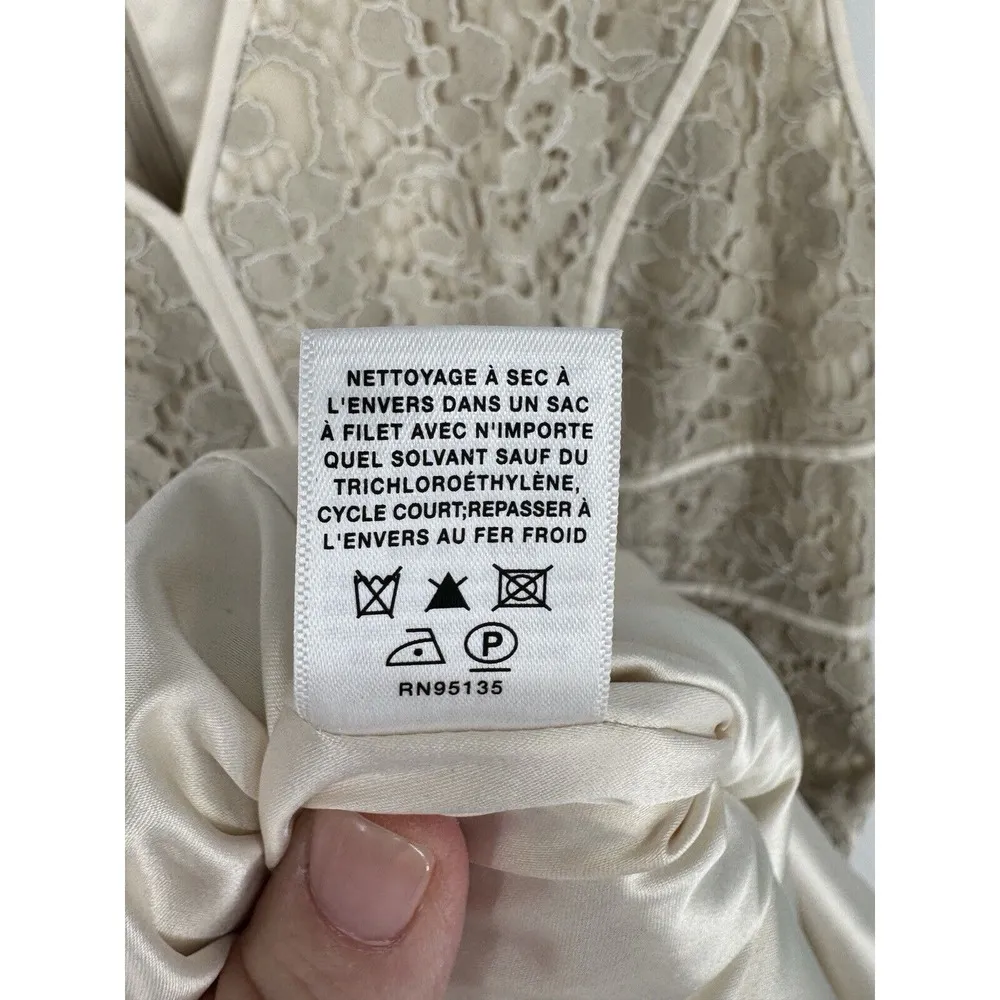 NETTOYAGE À SEC À
L'ENVERS DANS UN SAC
À FILET AVEC N'IMPORTE
QUEL SOLVANT SAUF DU
TRICHLOROÉTHYLÈNE,
CYCLE COURT;REPASSER À
L'ENVERS AU FER FROID
P
RN95135